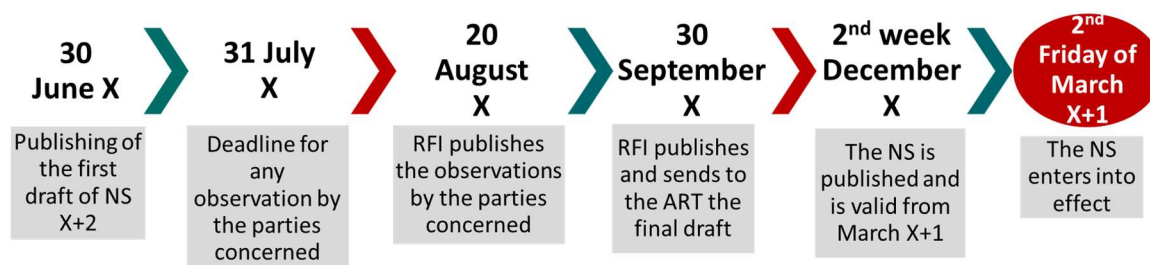 30
June X
Publishing of
the first
draft of NS
X+2
31 July
X
Deadline for
any
observation by
the parties
concerned
20
August
X
RFI publishes
the observations
by the parties
concerned
30
September
X
RFI publishes
and sends to
the ART the
final draft
2nd week
December
X
The NS is
published and
is valid from
March X+1
2nd
Friday of
March
X+1
The NS
enters into
effect